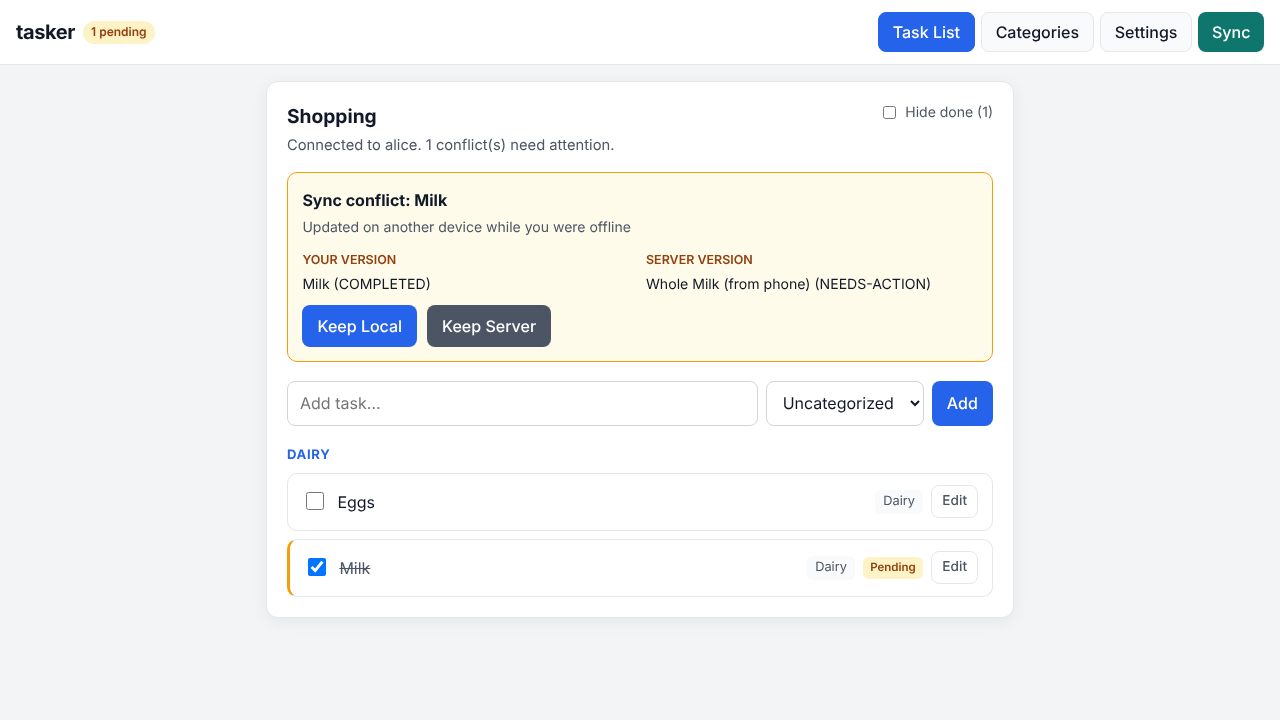 tasker 1 pending Task List Categories Settings Sync
Shopping
Hide done (1)
Connected to alice. 1 conflict(s) need attention.
Sync conflict: Milk
Updated on another device while you were offline
YOUR VERSION
Milk (COMPLETED)
SERVER VERSION
Whole Milk (from phone) (NEEDS-ACTION)
Keep Local Keep Server
Add task... Uncategorized Add
DAIRY
Eggs Dairy Edit
Milk Dairy Pending Edit